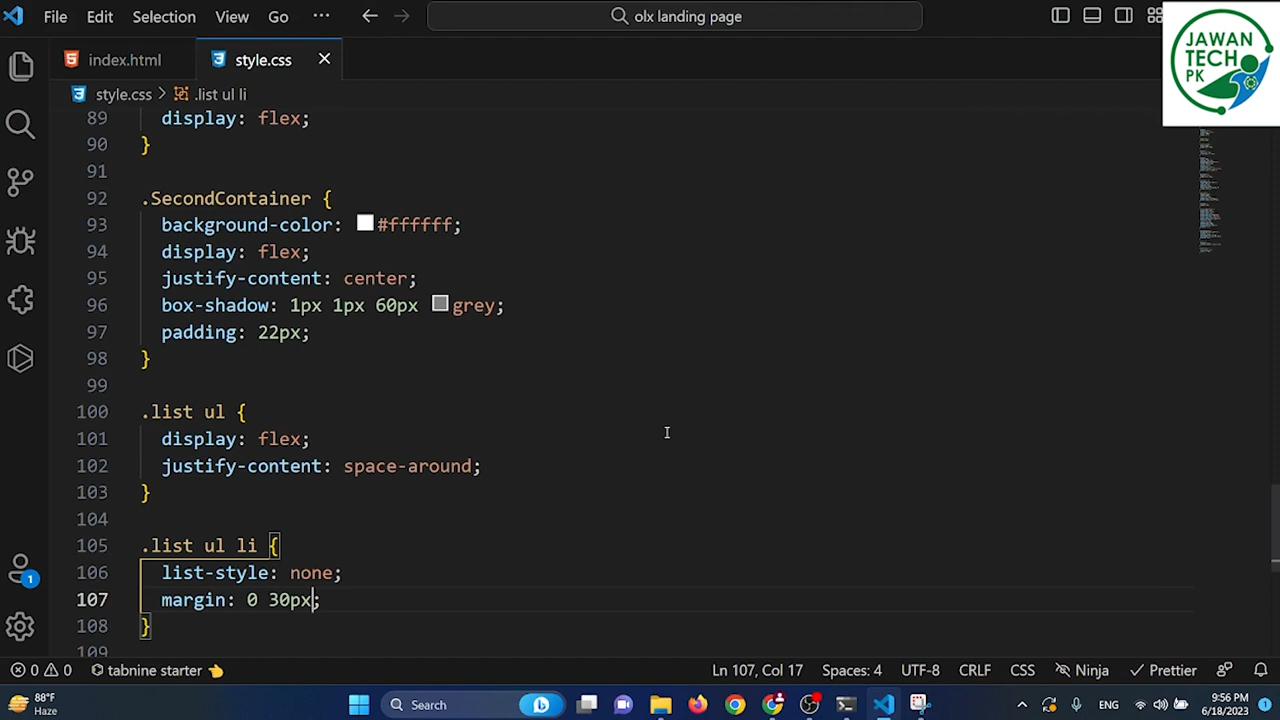 File Edit Selection View Go ··· olx landing page
JAWAN
TECH
PK
index.html style.css
style.css > .list ul li
89 display: flex;
90 }
91
92 .SecondContainer {
93 background-color: #ffffff;
94 display: flex;
95 justify-content: center;
96 box-shadow: 1px 1px 60px grey;
97 padding: 22px;
98 }
99
100 .list ul {
101 display: flex;
102 justify-content: space-around;
103 }
104
105 .list ul li {
106 list-style: none;
107 margin: 0 30px;
108 }
109
1
0 0 tabnine starter Ln 107, Col 17 Spaces: 4 UTF-8 CRLF CSS Ninja Prettier
88°F
Haze
Search
ENG
9:56 PM
6/18/2023
1